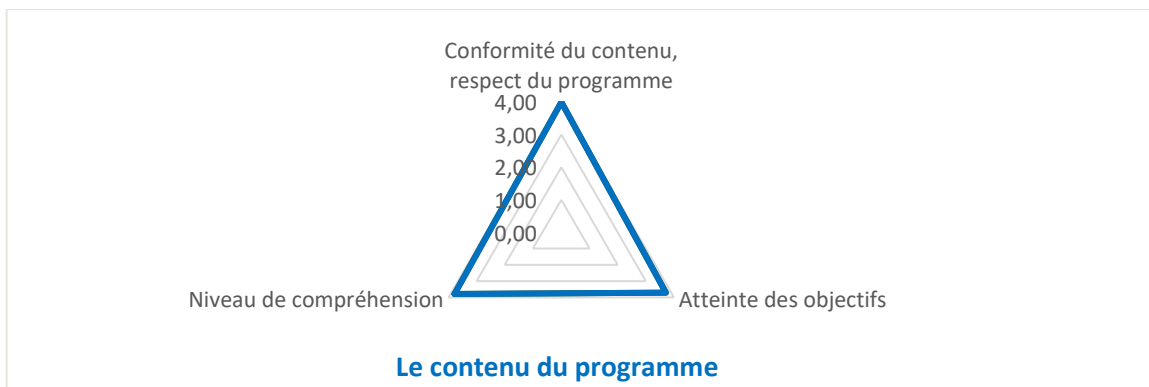 Conformité du contenu,
respect du programme
4,00
3,00
2,00
1,00
0,00
Niveau de compréhension
Atteinte des objectifs
Le contenu du programme